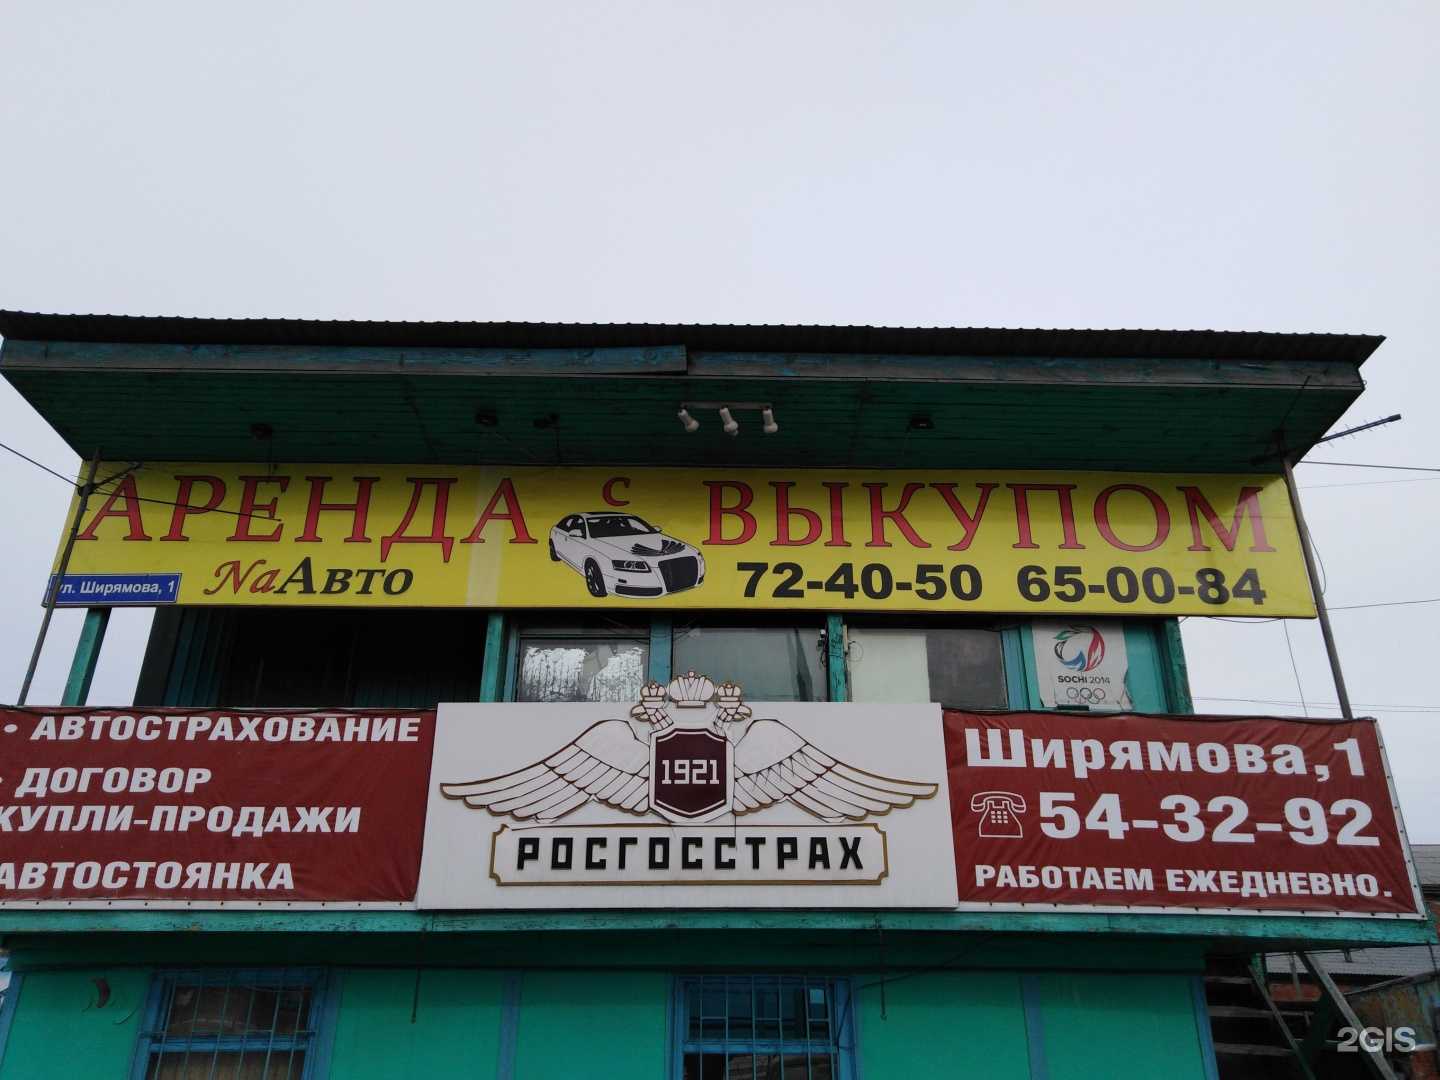 АРЕНДА с ВЫКУПОМ
NaАвто 72-40-50 65-00-84
ул. Ширямова, 1
SOCHI 2014
• АВТОСТРАХОВАНИЕ
• ДОГОВОР
КУПЛИ-ПРОДАЖИ
АВТОСТОЯНКА
1921
РОСГОССТРАХ
Ширямова, 1
54-32-92
РАБОТАЕМ ЕЖЕДНЕВНО.
2GIS